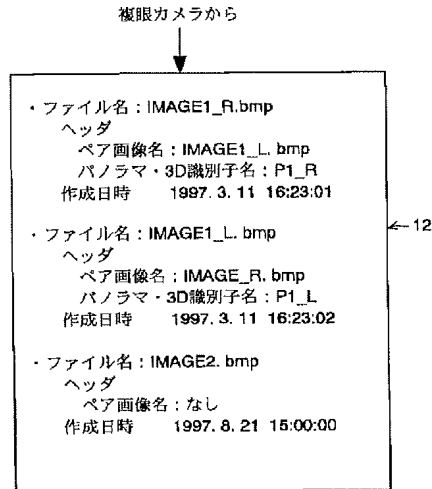 複眼カメラから
・ファイル名：IMAGE1_R.bmp
ヘッダ
ペア画像名：IMAGE1_L. bmp
パノラマ・3D識別子名：P1_R
作成日時 1997. 3. 11 16:23:01
・ファイル名：IMAGE1_L. bmp
ヘッダ
ペア画像名：IMAGE_R. bmp
パノラマ・3D識別子名：P1_L
作成日時 1997. 3. 11 16:23:02
12
・ファイル名：IMAGE2. bmp
ヘッダ
ペア画像名：なし
作成日時 1997. 8. 21 15:00:00